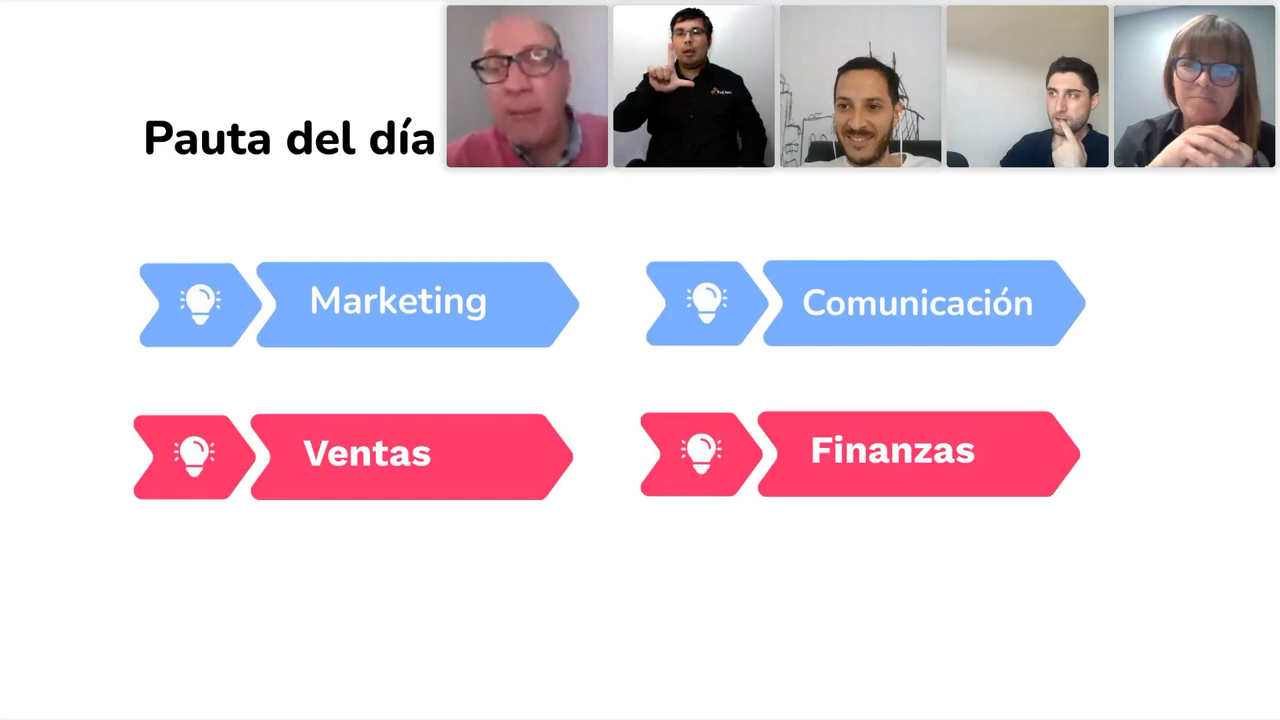 Pauta del día
Marketing
Comunicación
Ventas
Finanzas